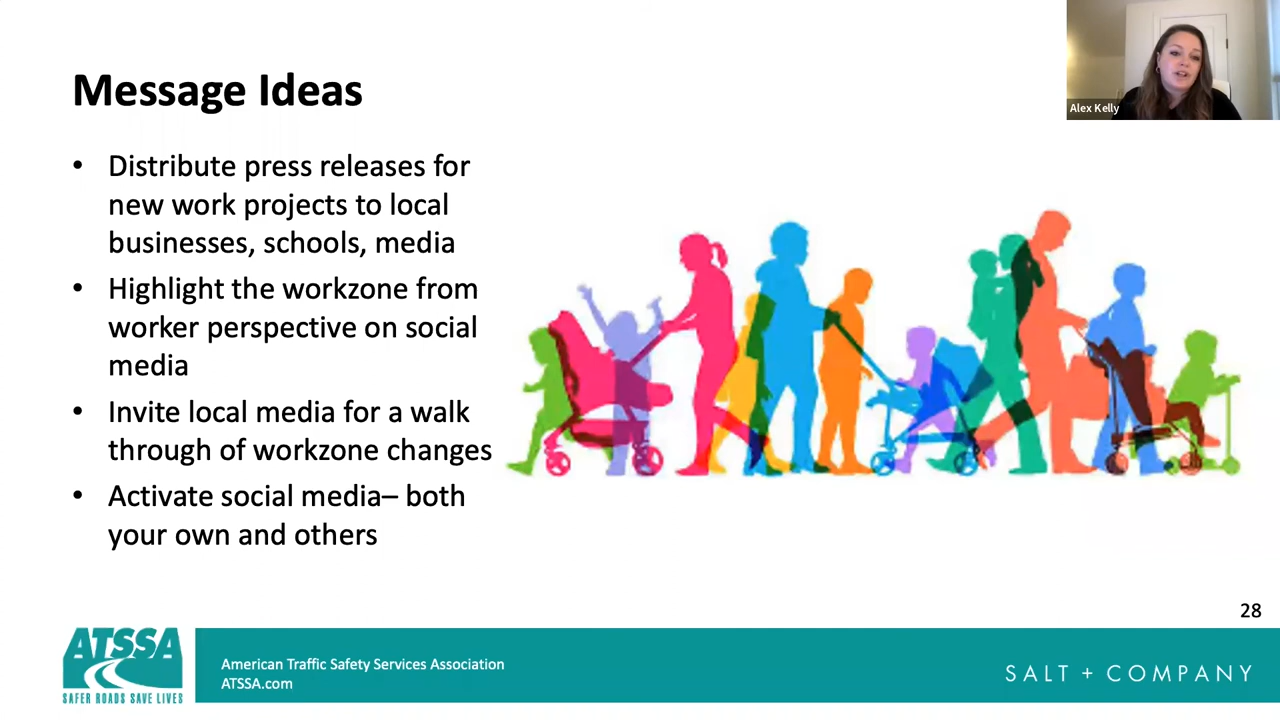 Message Ideas
Alex Kelly
• Distribute press releases for
new work projects to local
businesses, schools, media
• Highlight the workzone from
worker perspective on social
media
• Invite local media for a walk
through of workzone changes
• Activate social media– both
your own and others
28
ATSSA
SAFER ROADS SAVE LIVES
American Traffic Safety Services Association
ATSSA.com
SALT + COMPANY